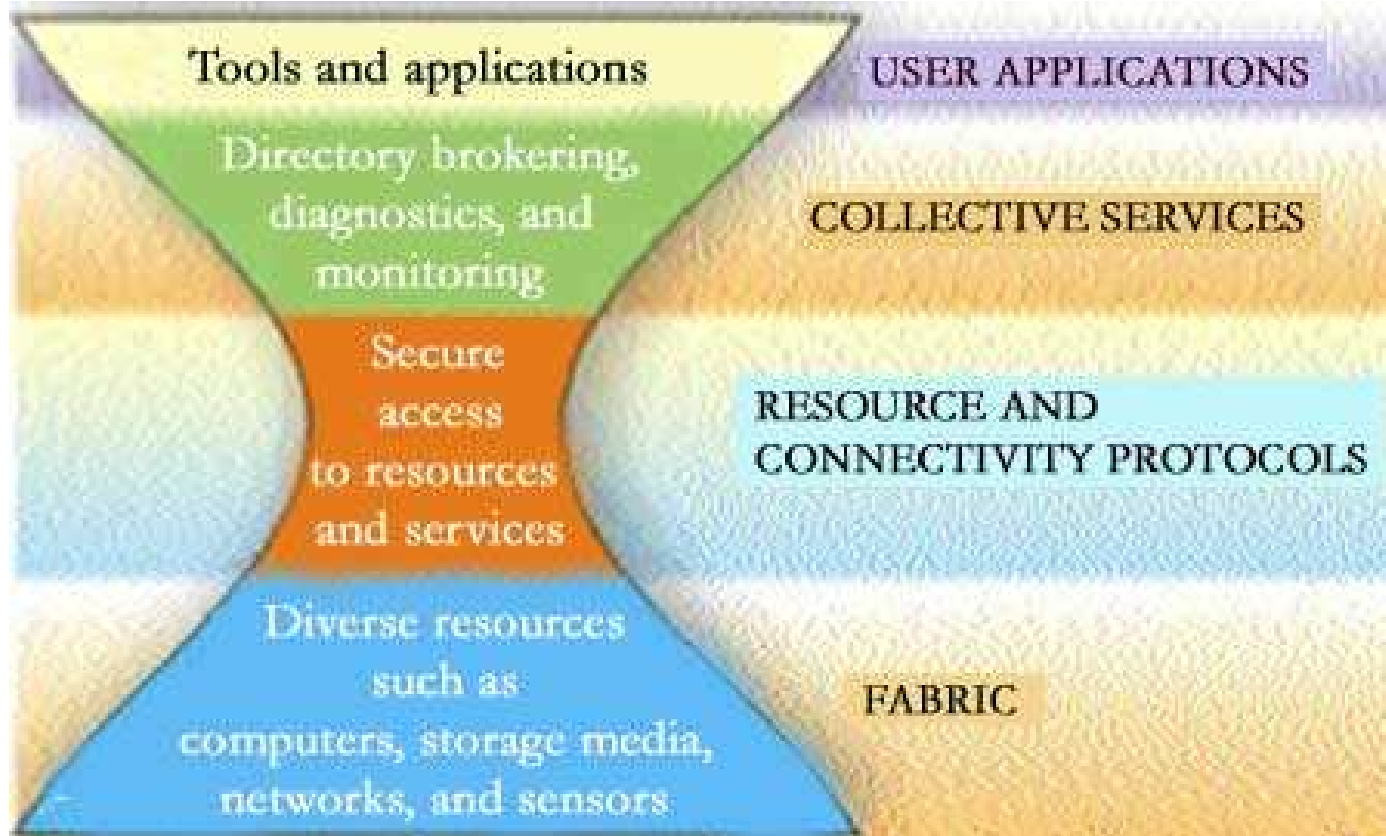 Tools and applications
USER APPLICATIONS
Directory brokering,
diagnostics, and
monitoring
COLLECTIVE SERVICES
Secure
access
to resources
and services
RESOURCE AND
CONNECTIVITY PROTOCOLS
Diverse resources
such as
computers, storage media,
networks, and sensors
FABRIC